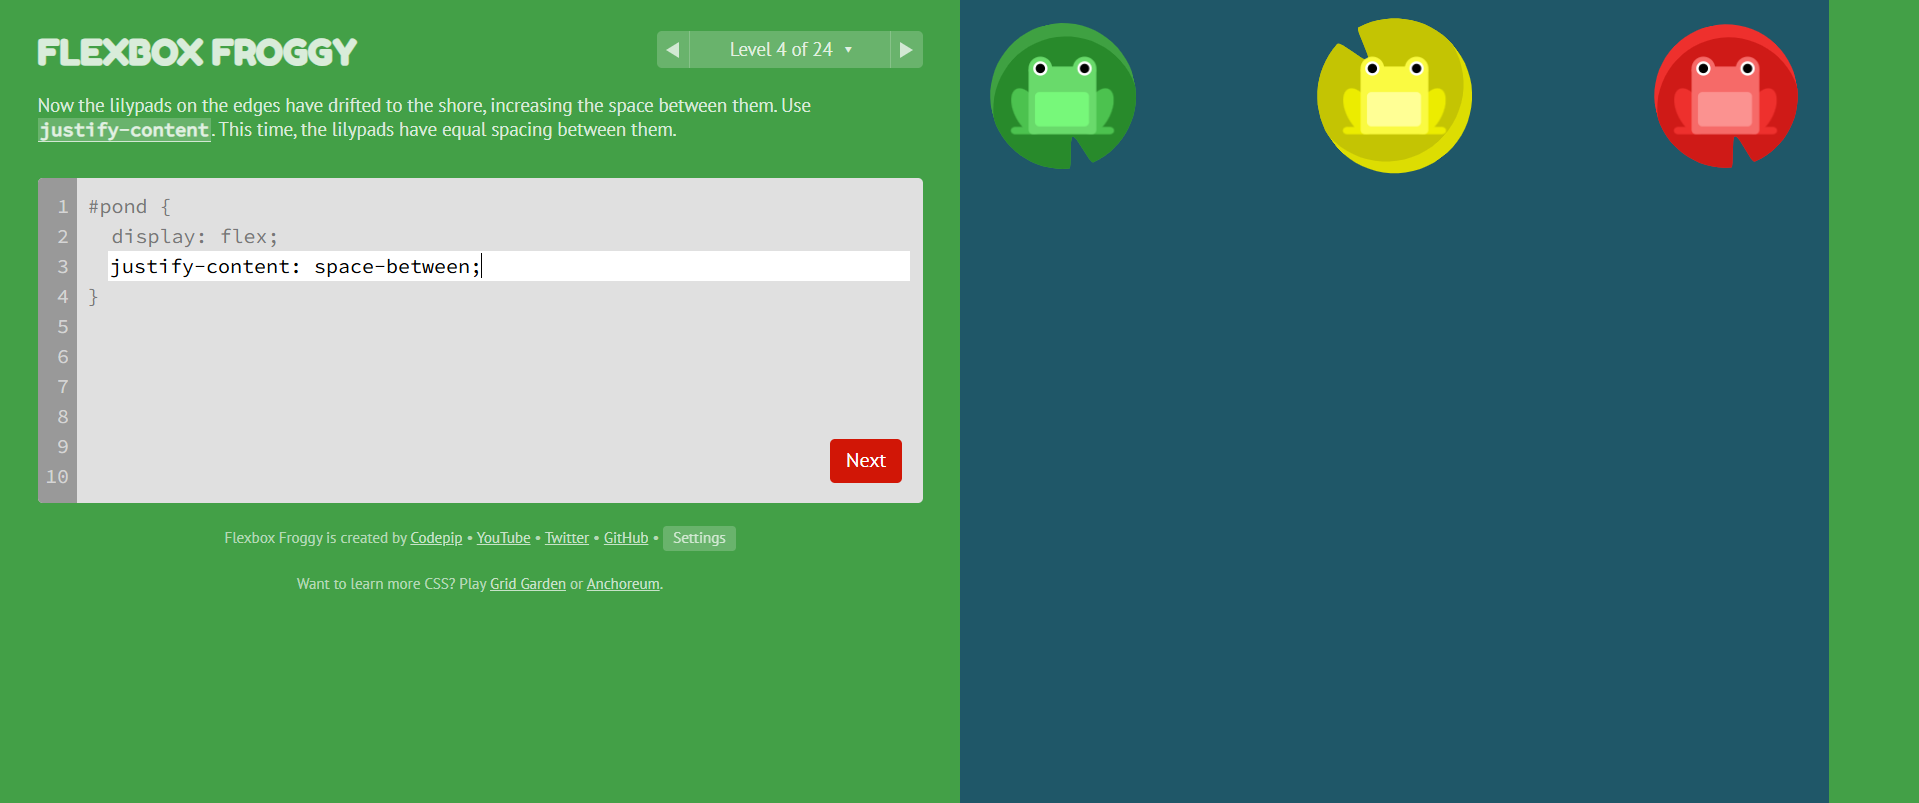 FLEXBOX FROGGY
◀ Level 4 of 24 ▼ ▶
Now the lilypads on the edges have drifted to the shore, increasing the space between them. Use
justify-content. This time, the lilypads have equal spacing between them.
1 #pond {
2 display: flex;
3 justify-content: space-between;
4 }
5
6
7
8
9
10
Next
Flexbox Froggy is created by Codepip • YouTube • Twitter • GitHub • Settings
Want to learn more CSS? Play Grid Garden or Anchoreum.